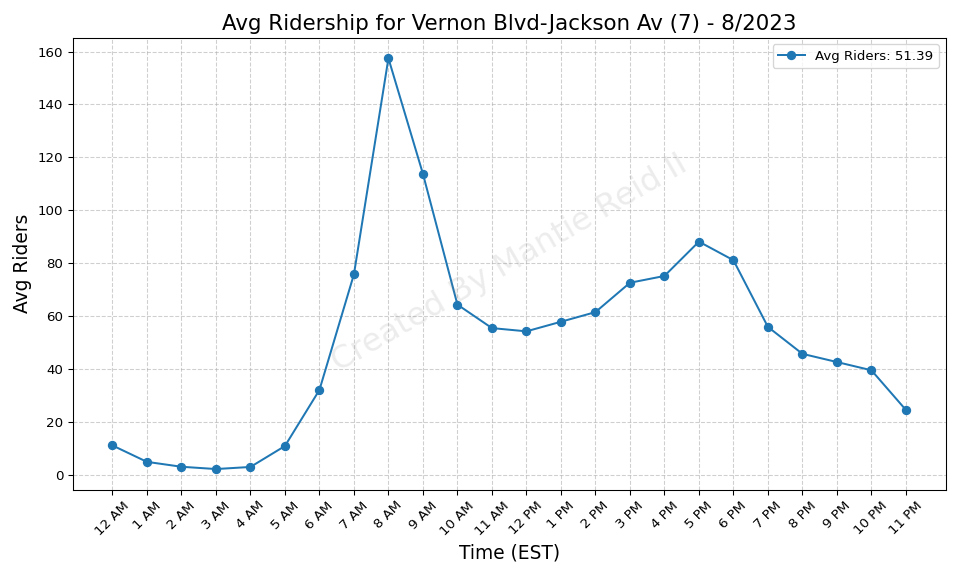 Avg Ridership for Vernon Blvd-Jackson Av (7) - 8/2023
Avg Riders: 51.39
160
140
120
100
80
60
40
20
0
Avg Riders
Created By Mantle Reid II
12 AM
1 AM
2 AM
3 AM
4 AM
5 AM
6 AM
7 AM
8 AM
9 AM
10 AM
11 AM
12 PM
1 PM
2 PM
3 PM
4 PM
5 PM
6 PM
7 PM
8 PM
9 PM
10 PM
11 PM
Time (EST)